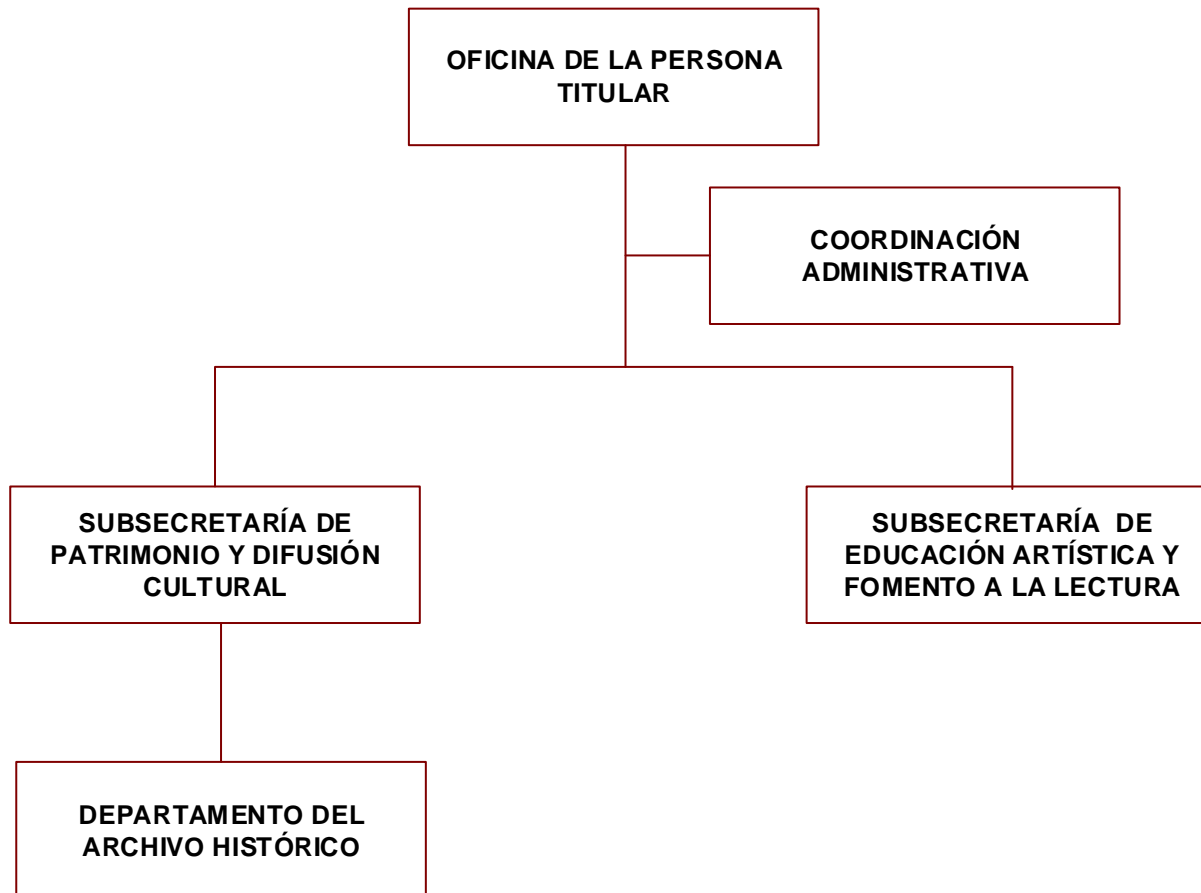 OFICINA DE LA PERSONA
TITULAR
COORDINACIÓN
ADMINISTRATIVA
SUBSECRETARÍA DE
PATRIMONIO Y DIFUSIÓN
CULTURAL
SUBSECRETARÍA DE
EDUCACIÓN ARTÍSTICA Y
FOMENTO A LA LECTURA
DEPARTAMENTO DEL
ARCHIVO HISTÓRICO